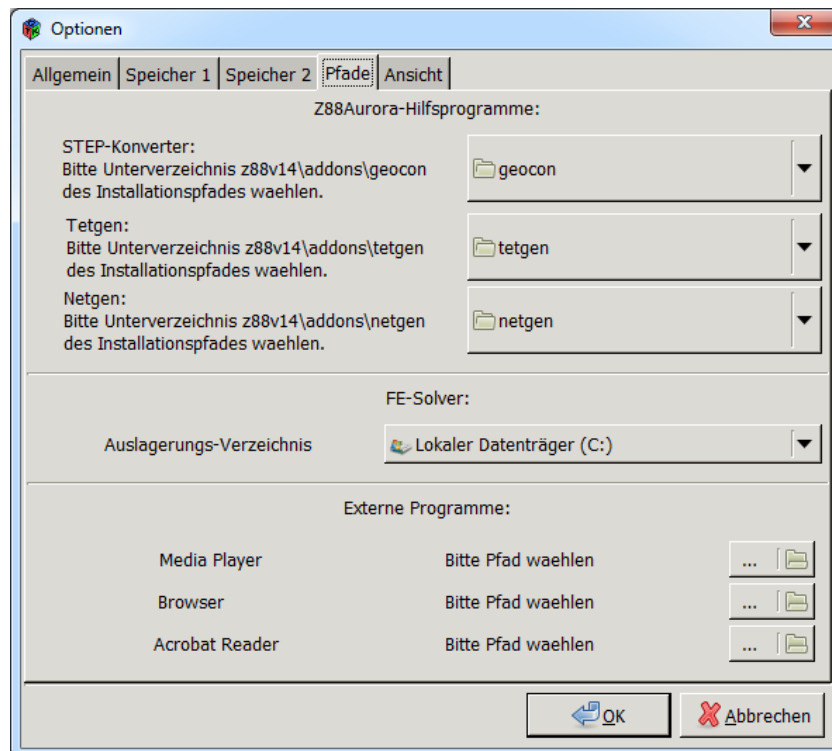 Optionen
Allgemein Speicher 1 Speicher 2 Pfade Ansicht
Z88Aurora-Hilfsprogramme:
STEP-Konverter:
Bitte Unterverzeichnis z88v14\addons\geocon
des Installationspfades waehlen.
geocon
Tetgen:
Bitte Unterverzeichnis z88v14\addons\tetgen
des Installationspfades waehlen.
tetgen
Netgen:
Bitte Unterverzeichnis z88v14\addons\netgen
des Installationspfades waehlen.
netgen
FE-Solver:
Auslagerungs-Verzeichnis Lokaler Datenträger (C:)
Externe Programme:
Media Player Bitte Pfad waehlen ...
Browser Bitte Pfad waehlen ...
Acrobat Reader Bitte Pfad waehlen ...
OK Abbrechen